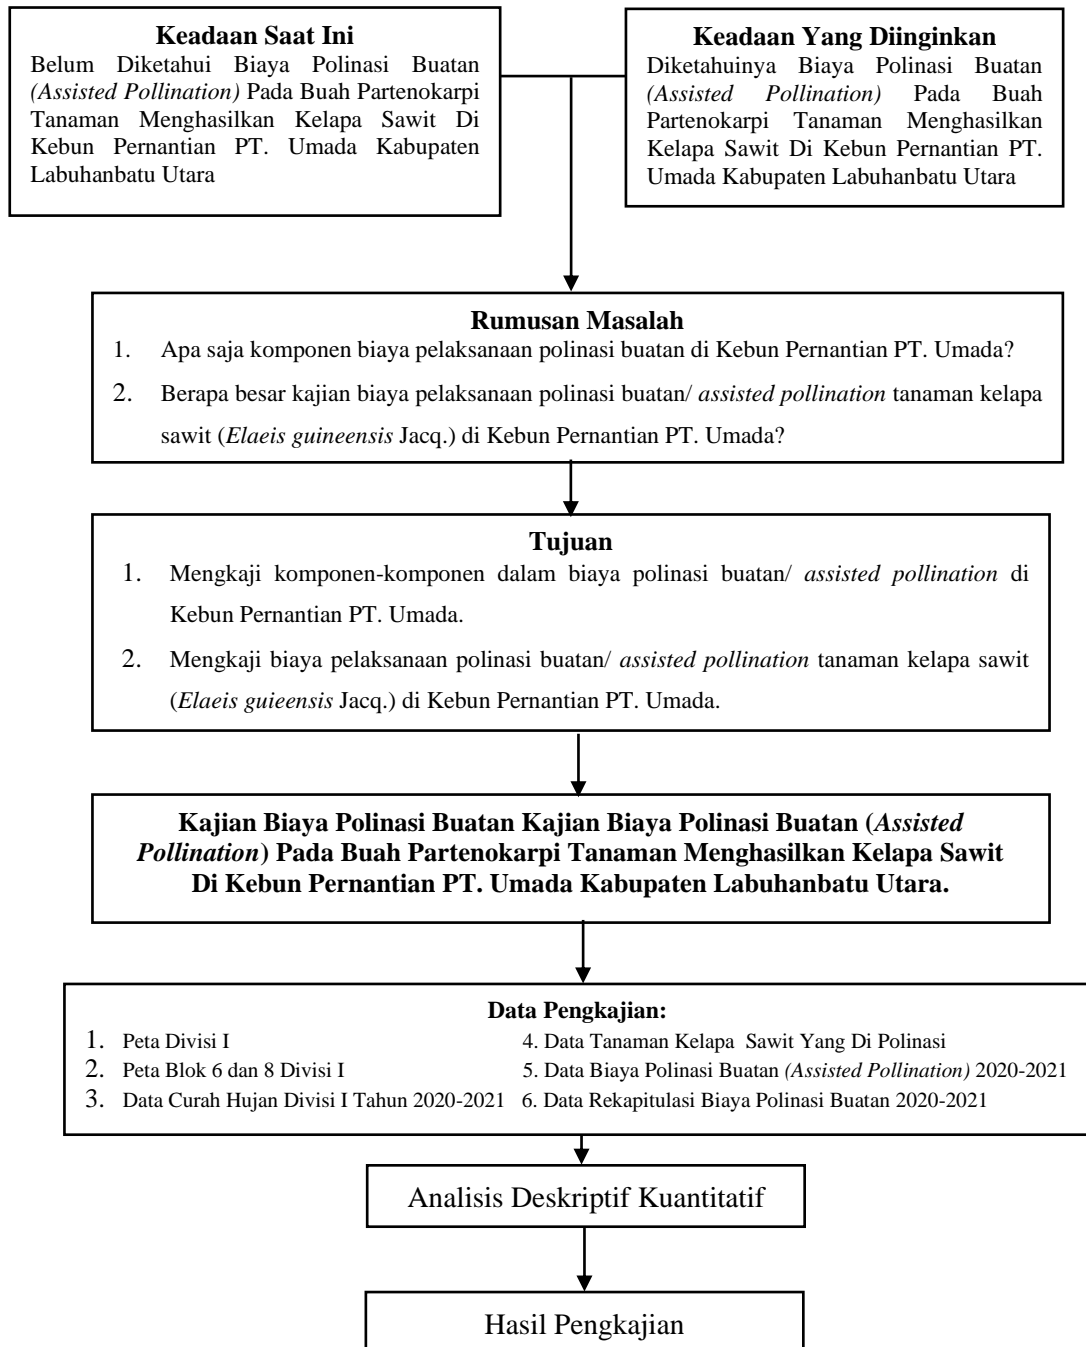 Keadaan Saat Ini
Belum Diketahui Biaya Polinasi Buatan
(Assisted Pollination) Pada Buah Partenokarpi
Tanaman Menghasilkan Kelapa Sawit Di
Kebun Pernantian PT. Umada Kabupaten
Labuhanbatu Utara
Keadaan Yang Diinginkan
Diketahuinya Biaya Polinasi Buatan
(Assisted Pollination) Pada Buah
Partenokarpi Tanaman Menghasilkan
Kelapa Sawit Di Kebun Pernantian PT.
Umada Kabupaten Labuhanbatu Utara
Rumusan Masalah
1. Apa saja komponen biaya pelaksanaan polinasi buatan di Kebun Pernantian PT. Umada?
2. Berapa besar kajian biaya pelaksanaan polinasi buatan/ assisted pollination tanaman kelapa
sawit (Elaeis guineensis Jacq.) di Kebun Pernantian PT. Umada?
Tujuan
1. Mengkaji komponen-komponen dalam biaya polinasi buatan/ assisted pollination di
Kebun Pernantian PT. Umada.
2. Mengkaji biaya pelaksanaan polinasi buatan/ assisted pollination tanaman kelapa sawit
(Elaeis guieensis Jacq.) di Kebun Pernantian PT. Umada.
Kajian Biaya Polinasi Buatan Kajian Biaya Polinasi Buatan (Assisted
Pollination) Pada Buah Partenokarpi Tanaman Menghasilkan Kelapa Sawit
Di Kebun Pernantian PT. Umada Kabupaten Labuhanbatu Utara.
Data Pengkajian:
1. Peta Divisi I
2. Peta Blok 6 dan 8 Divisi I
3. Data Curah Hujan Divisi I Tahun 2020-2021
4. Data Tanaman Kelapa Sawit Yang Di Polinasi
5. Data Biaya Polinasi Buatan (Assisted Pollination) 2020-2021
6. Data Rekapitulasi Biaya Polinasi Buatan 2020-2021
Analisis Deskriptif Kuantitatif
Hasil Pengkajian